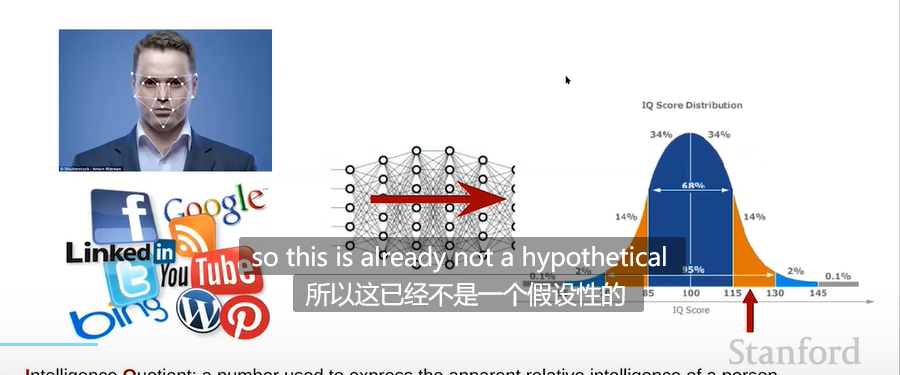 IQ Score Distribution
34% 34%
68%
14% 14%
0.1% 2% 95% 2% 0.1%
85 100 115 130 145
IQ Score
© Shutterstock
facebook
f
Google™
Linked in
YouTube
t
bing
W
P
so this is already not a hypothetical
所以这已经不是一个假设性的
Stanford
Intelligence Quotient: a number used to express the apparent relative intelligence of a person